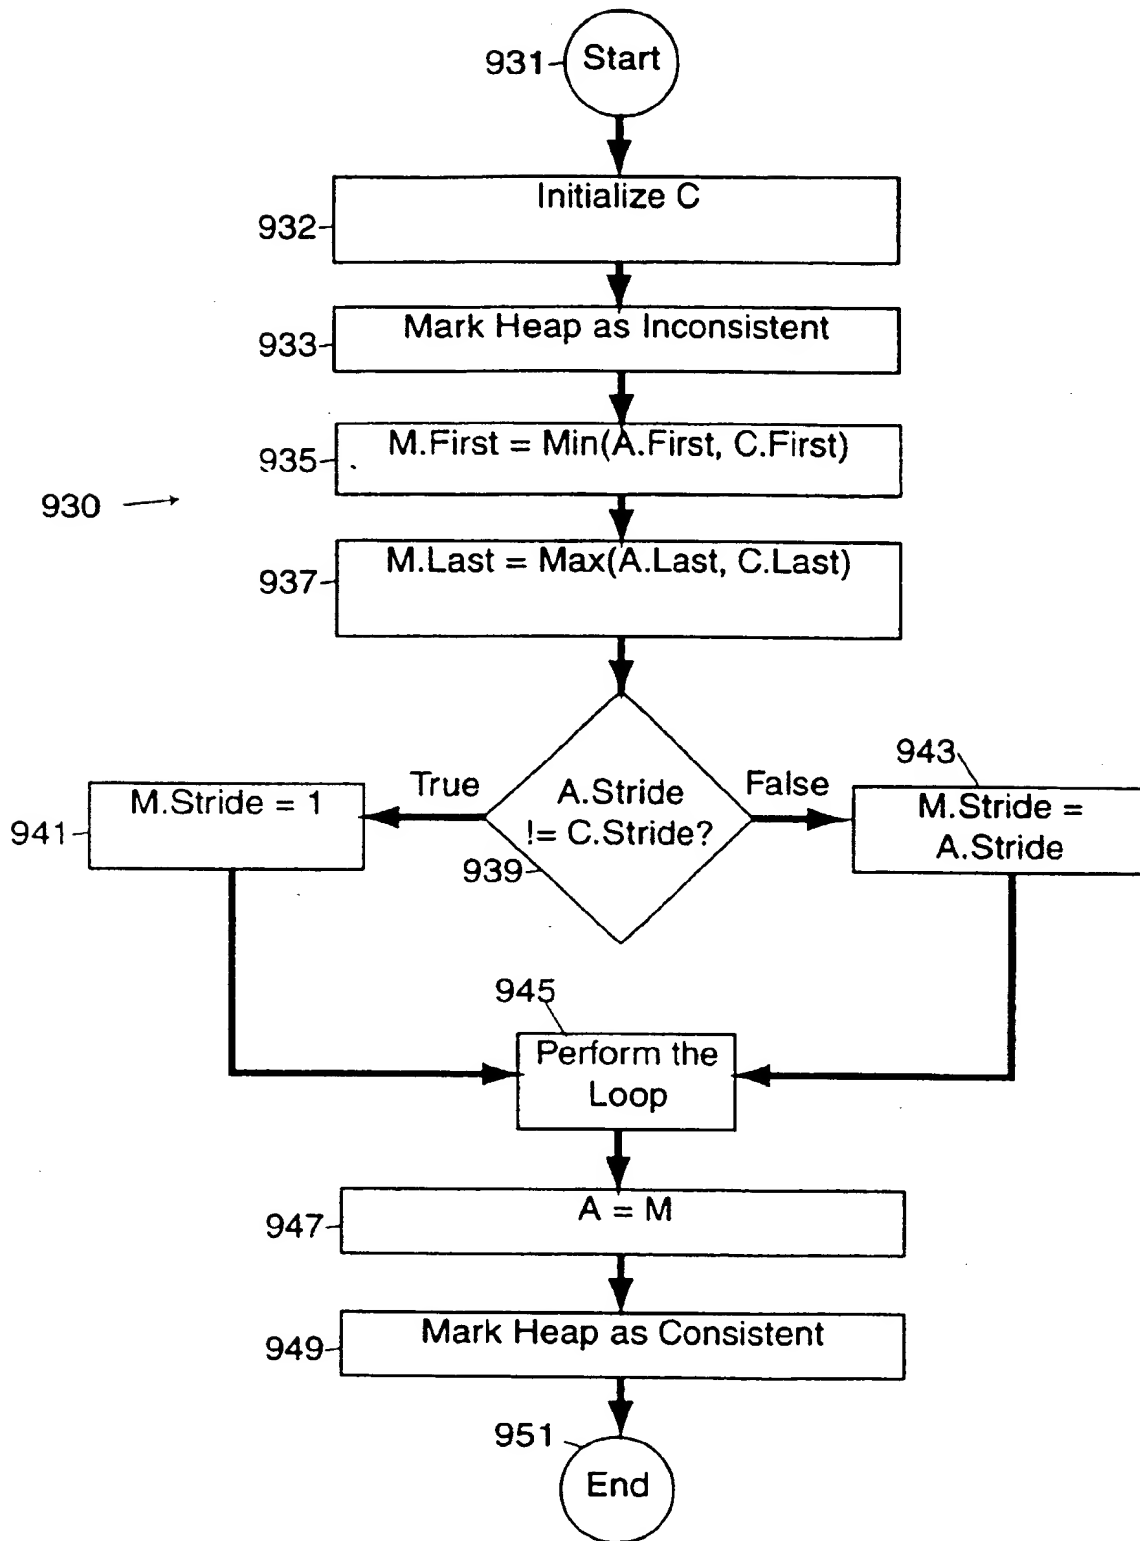 931
Start
Initialize C
932
Mark Heap as Inconsistent
933
M.First = Min(A.First, C.First)
935
930
M.Last = Max(A.Last, C.Last)
937
943
True
False
M.Stride = 1
A.Stride
!= C.Stride?
M.Stride =
A.Stride
941
939
945
Perform the
Loop
A = M
947
Mark Heap as Consistent
949
951
End